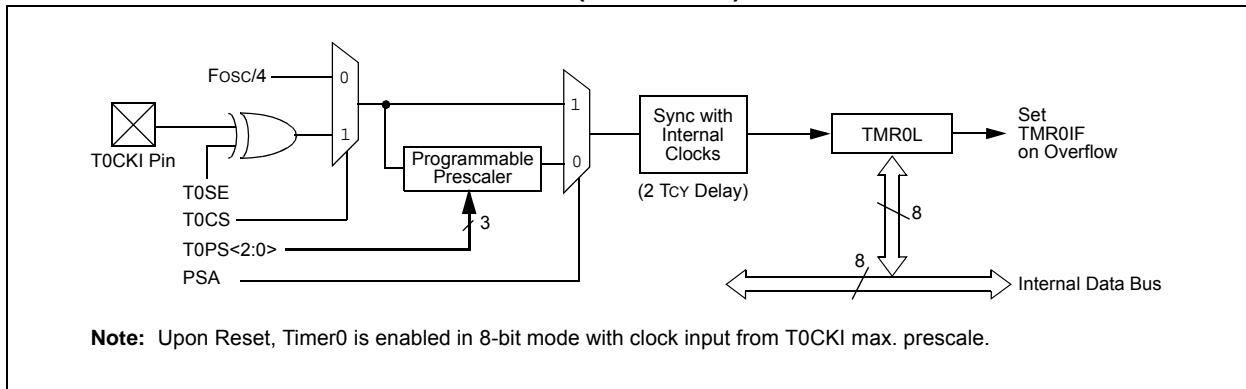 FOSC/4
0
1
T0CKI Pin
T0SE
T0CS
T0PS<2:0>
PSA
Programmable
Prescaler
3
1
0
Sync with
Internal
Clocks
(2 TCY Delay)
TMR0L
Set
TMR0IF
on Overflow
8
8
Internal Data Bus
Note: Upon Reset, Timer0 is enabled in 8-bit mode with clock input from T0CKI max. prescale.